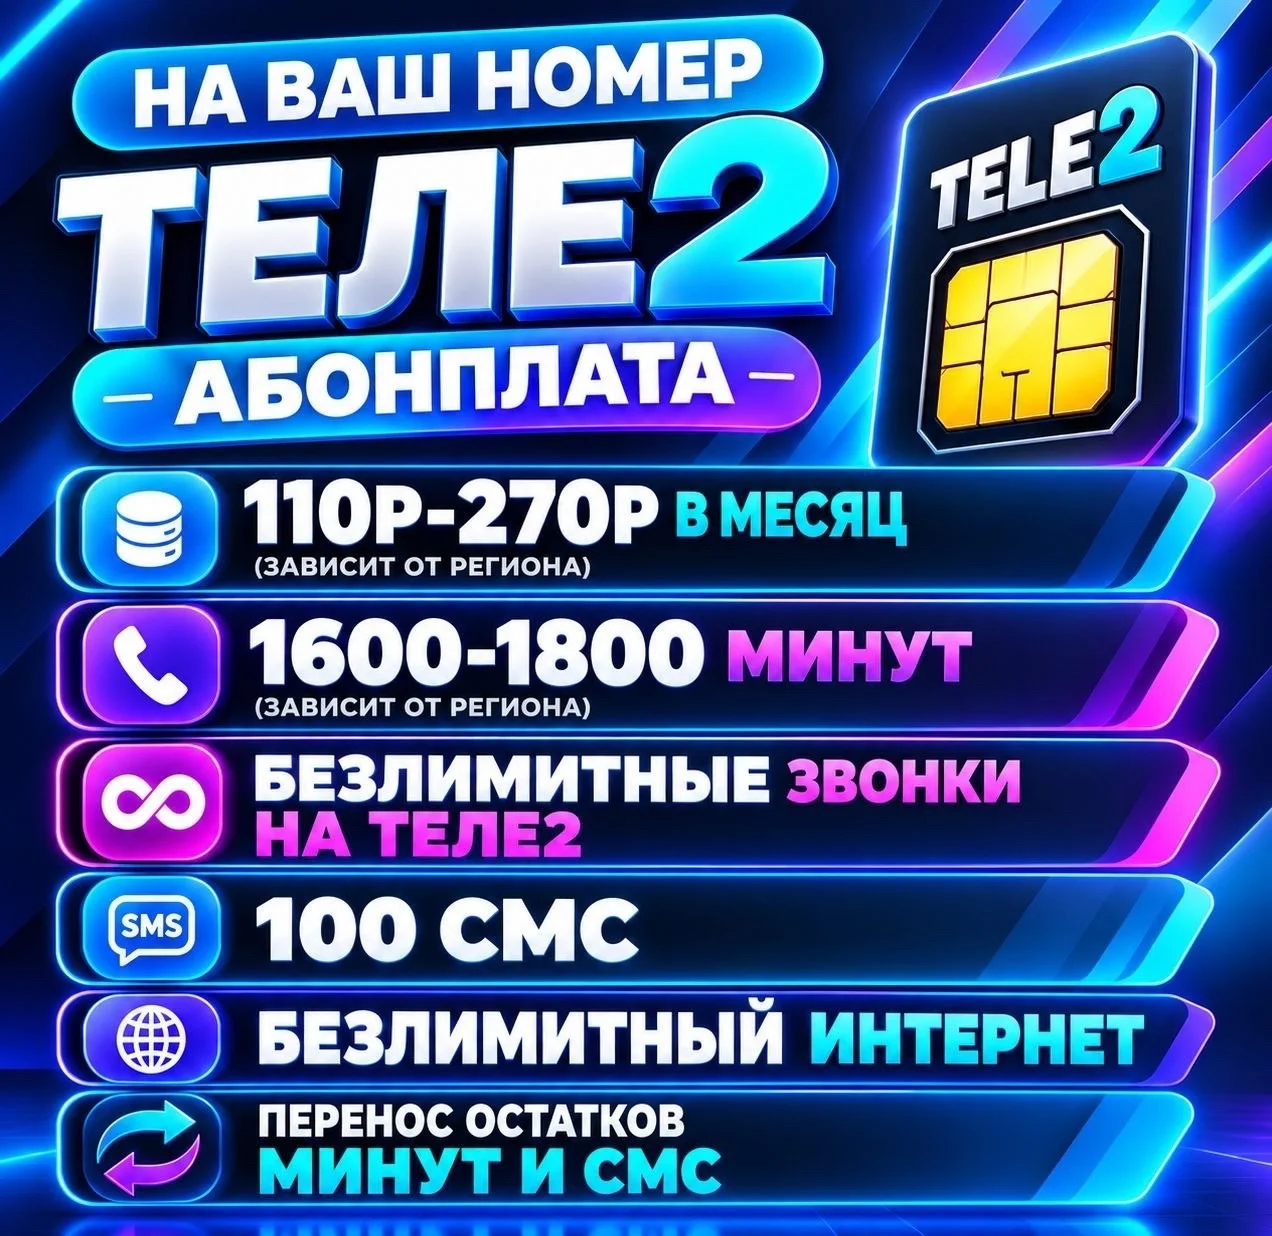 НА ВАШ НОМЕР
ТЕЛЕ2
TELE2
— АБОНПЛАТА —
110Р-270Р В МЕСЯЦ
(ЗАВИСИТ ОТ РЕГИОНА)
1600-1800 МИНУТ
(ЗАВИСИТ ОТ РЕГИОНА)
БЕЗЛИМИТНЫЕ ЗВОНКИ
НА ТЕЛЕ2
SMS
100 СМС
БЕЗЛИМИТНЫЙ ИНТЕРНЕТ
ПЕРЕНОС ОСТАТКОВ
МИНУТ И СМС